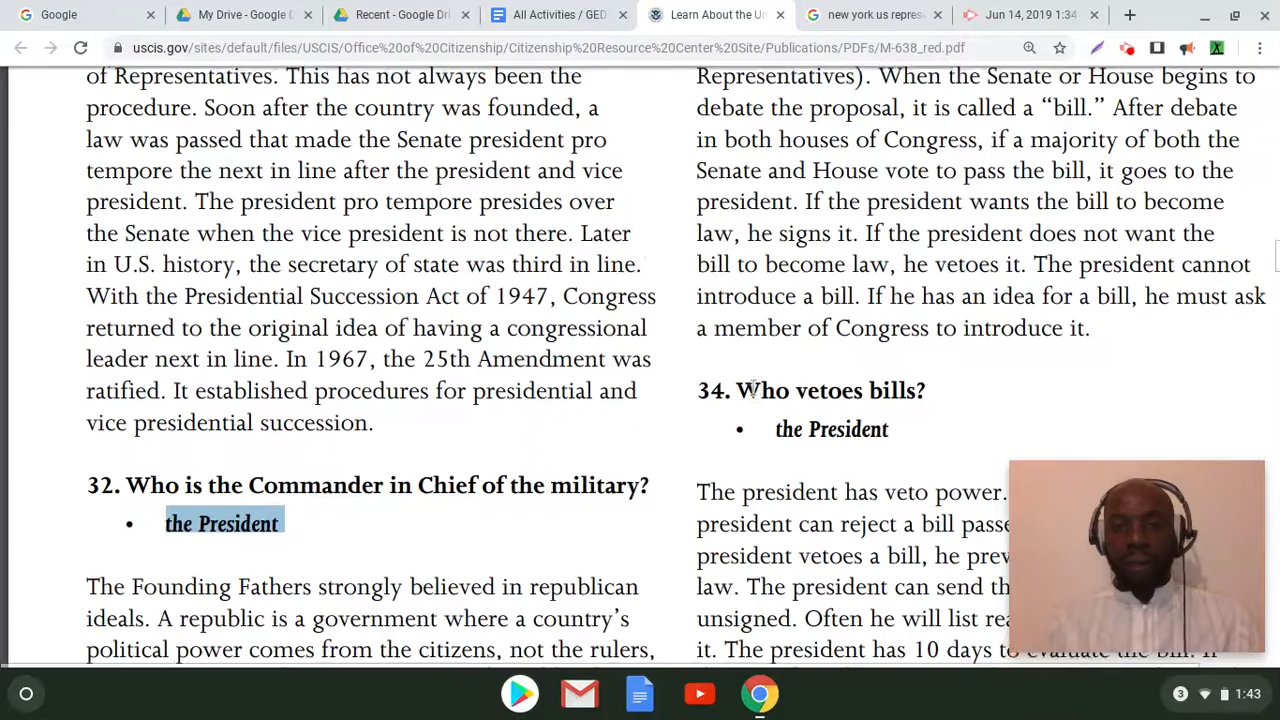 Google
My Drive - Google D
Recent - Google Dri
All Activities / GED
Learn About the Un
new york us repres
Jun 14, 2019 1:34
uscis.gov/sites/default/files/USCIS/Office%20of%20Citizenship/Citizenship%20Resource%20Center%20Site/Publications/PDFs/M-638_red.pdf
of Representatives. This has not always been the
procedure. Soon after the country was founded, a
law was passed that made the Senate president pro
tempore the next in line after the president and vice
president. The president pro tempore presides over
the Senate when the vice president is not there. Later
in U.S. history, the secretary of state was third in line.
With the Presidential Succession Act of 1947, Congress
returned to the original idea of having a congressional
leader next in line. In 1967, the 25th Amendment was
ratified. It established procedures for presidential and
vice presidential succession.
32. Who is the Commander in Chief of the military?
• the President
The Founding Fathers strongly believed in republican
ideals. A republic is a government where a country's
political power comes from the citizens, not the rulers,
Representatives). When the Senate or House begins to
debate the proposal, it is called a “bill.” After debate
in both houses of Congress, if a majority of both the
Senate and House vote to pass the bill, it goes to the
president. If the president wants the bill to become
law, he signs it. If the president does not want the
bill to become law, he vetoes it. The president cannot
introduce a bill. If he has an idea for a bill, he must ask
a member of Congress to introduce it.
34. Who vetoes bills?
• the President
The president has veto power.
president can reject a bill passe
president vetoes a bill, he prev
law. The president can send th
unsigned. Often he will list rea
it. The president has 10 days to evaluate the bill. If
3
1:43